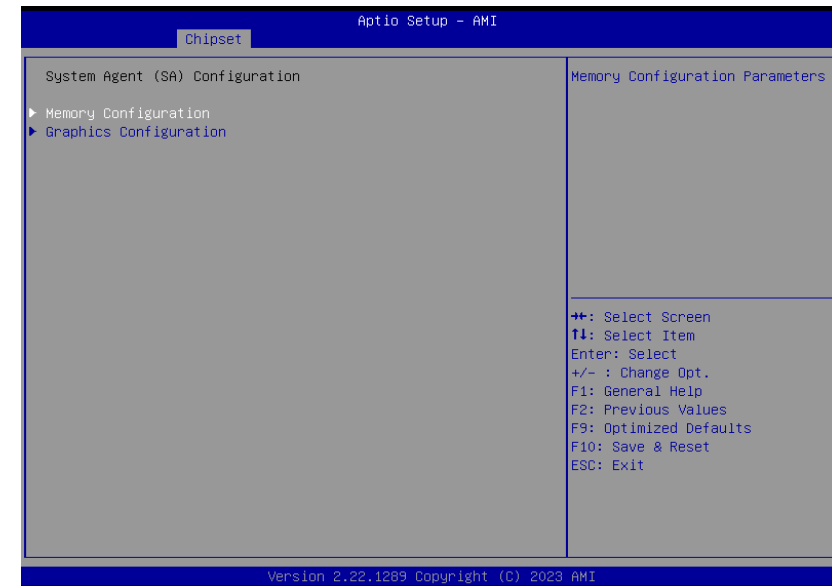 Aptio Setup – AMI
Chipset
System Agent (SA) Configuration
▶ Memory Configuration
▶ Graphics Configuration
Memory Configuration Parameters
→←: Select Screen
↑↓: Select Item
Enter: Select
+/- : Change Opt.
F1: General Help
F2: Previous Values
F9: Optimized Defaults
F10: Save & Reset
ESC: Exit
Version 2.22.1289 Copyright (C) 2023 AMI